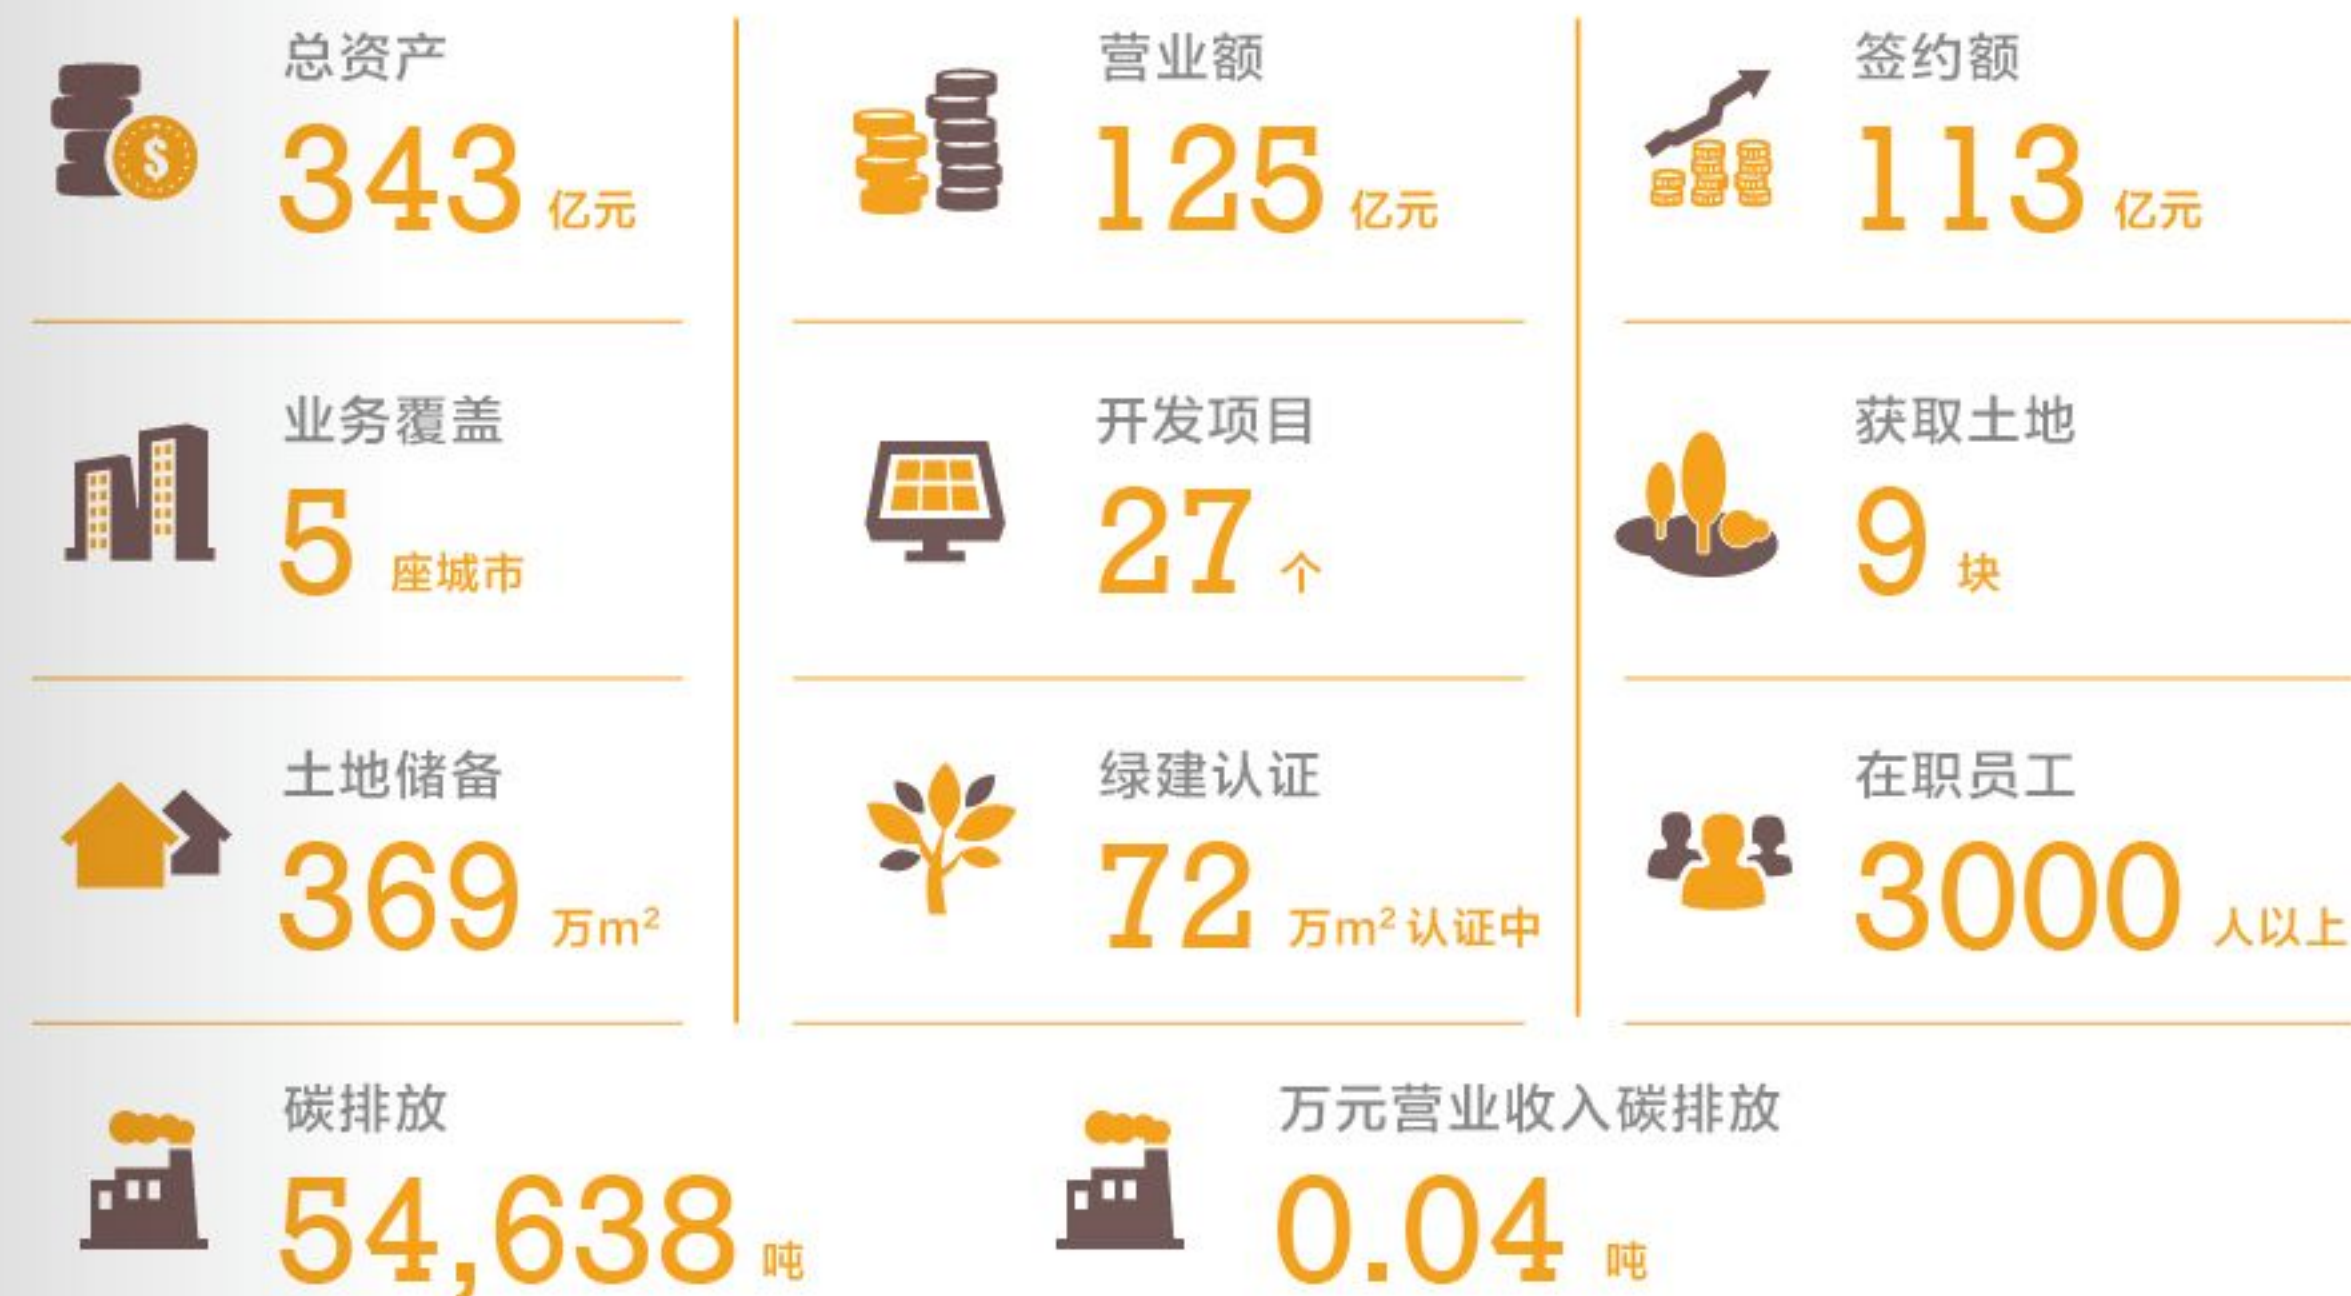 总资产
343 亿元
营业额
125 亿元
签约额
113 亿元
业务覆盖
5 座城市
开发项目
27 个
获取土地
9 块
土地储备
369 万m²
绿建认证
72 万m² 认证中
在职员工
3000 人以上
碳排放
54,638 吨
万元营业收入碳排放
0.04 吨